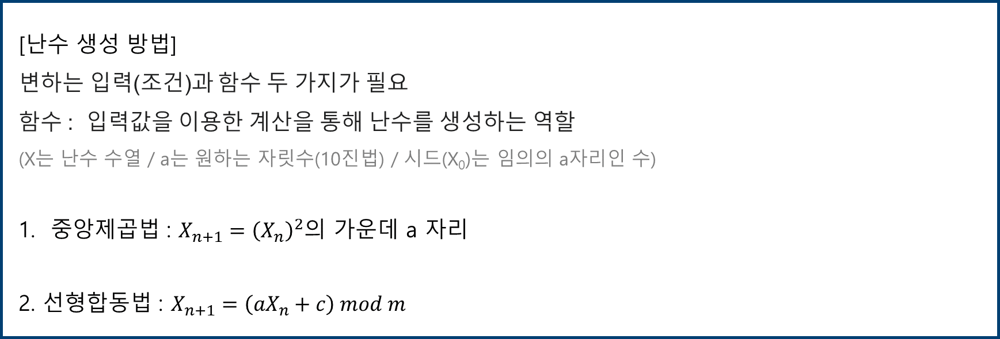 [난수 생성 방법]
변하는 입력(조건)과 함수 두 가지가 필요
함수 : 입력값을 이용한 계산을 통해 난수를 생성하는 역할
(X는 난수 수열 / a는 원하는 자릿수(10진법) / 시드(X₀)는 임의의 a자리인 수)
1. 중앙제곱법 : Xₙ₊₁ = (Xₙ)²의 가운데 a 자리
2. 선형합동법 : Xₙ₊₁ = (aXₙ + c) mod m